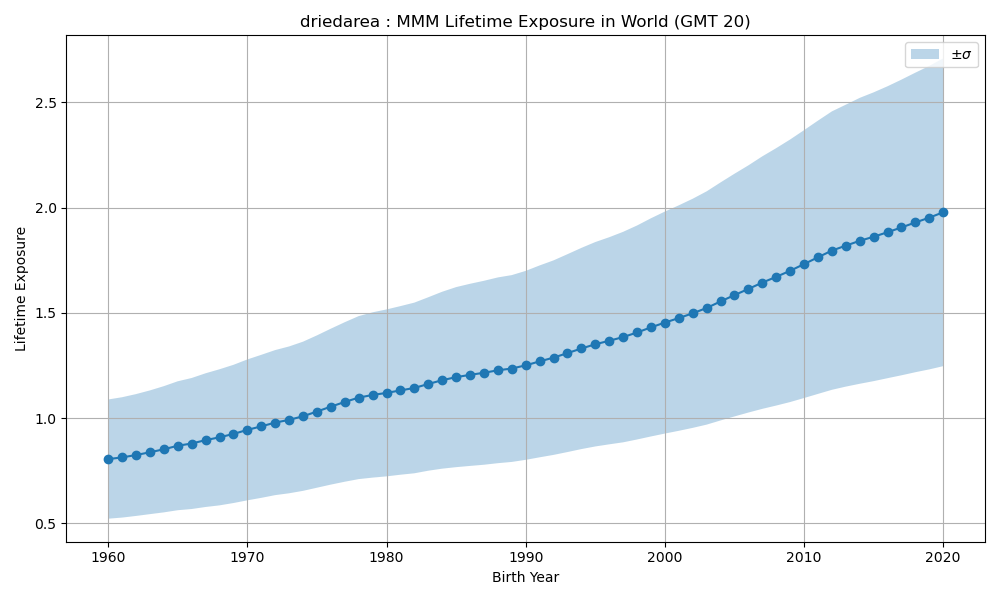 driedarea : MMM Lifetime Exposure in World (GMT 20)
±σ
Lifetime Exposure
2.5
2.0
1.5
1.0
0.5
1960 1970 1980 1990 2000 2010 2020
Birth Year